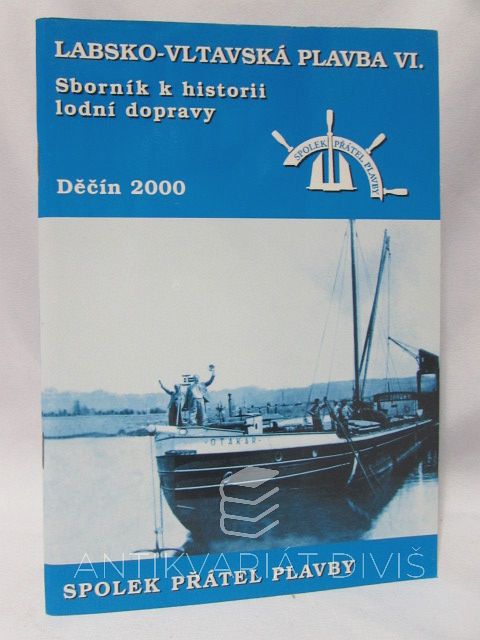 LABSKO-VLTAVSKÁ PLAVBA VI.
Sborník k historii
lodní dopravy
SPOLEK PŘÁTEL PLAVBY
Děčín 2000
OTAKAR
ANTIKVARIÁT DIVIŠ
SPOLEK PŘÁTEL PLAVBY